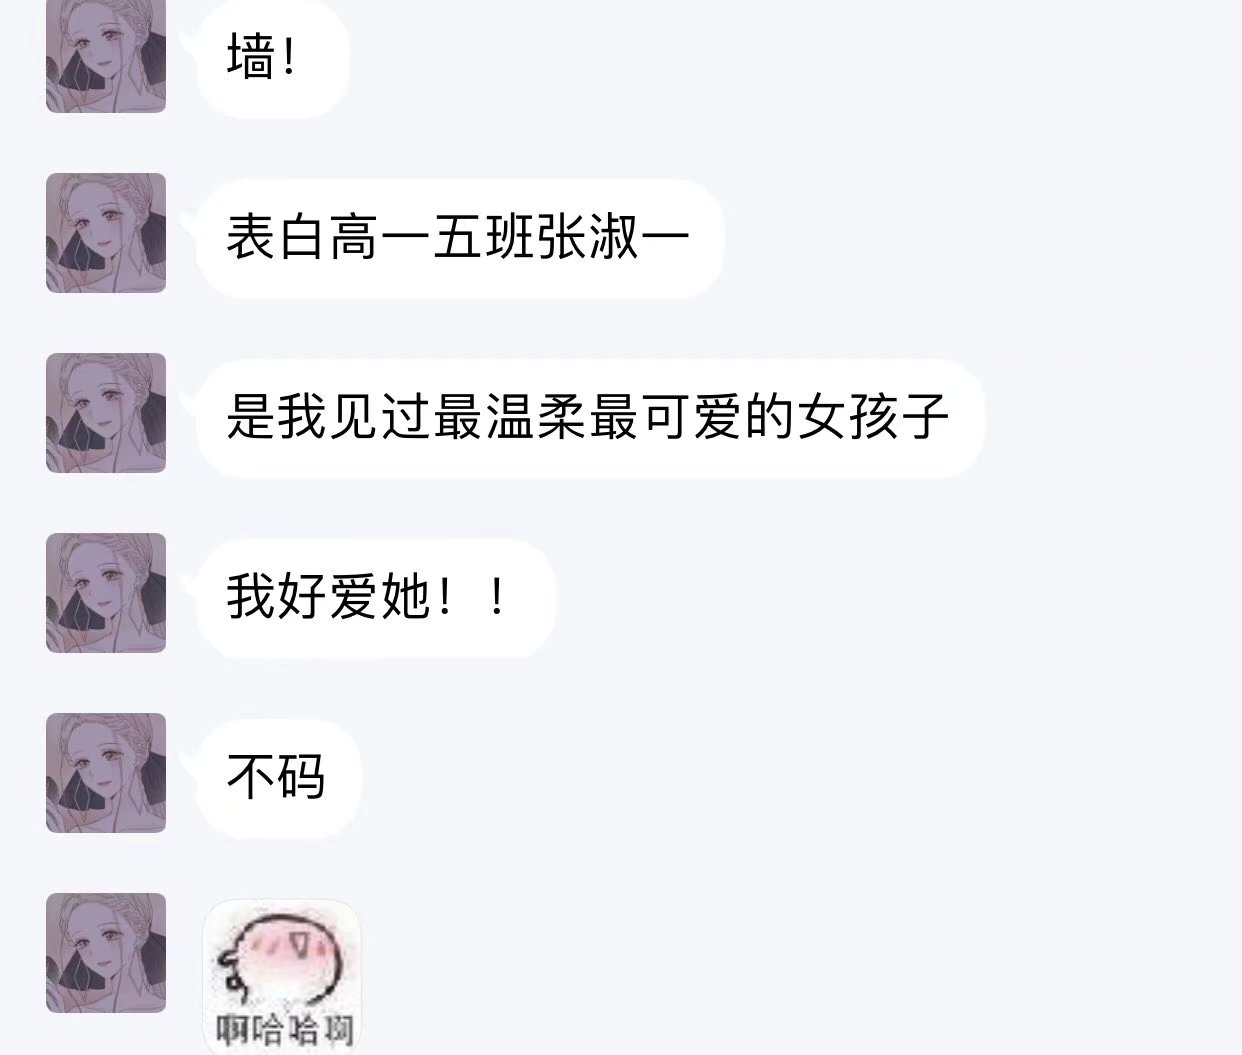 墙！
表白高一五班张淑一
是我见过最温柔最可爱的女孩子
我好爱她！！
不码
啊哈哈啊